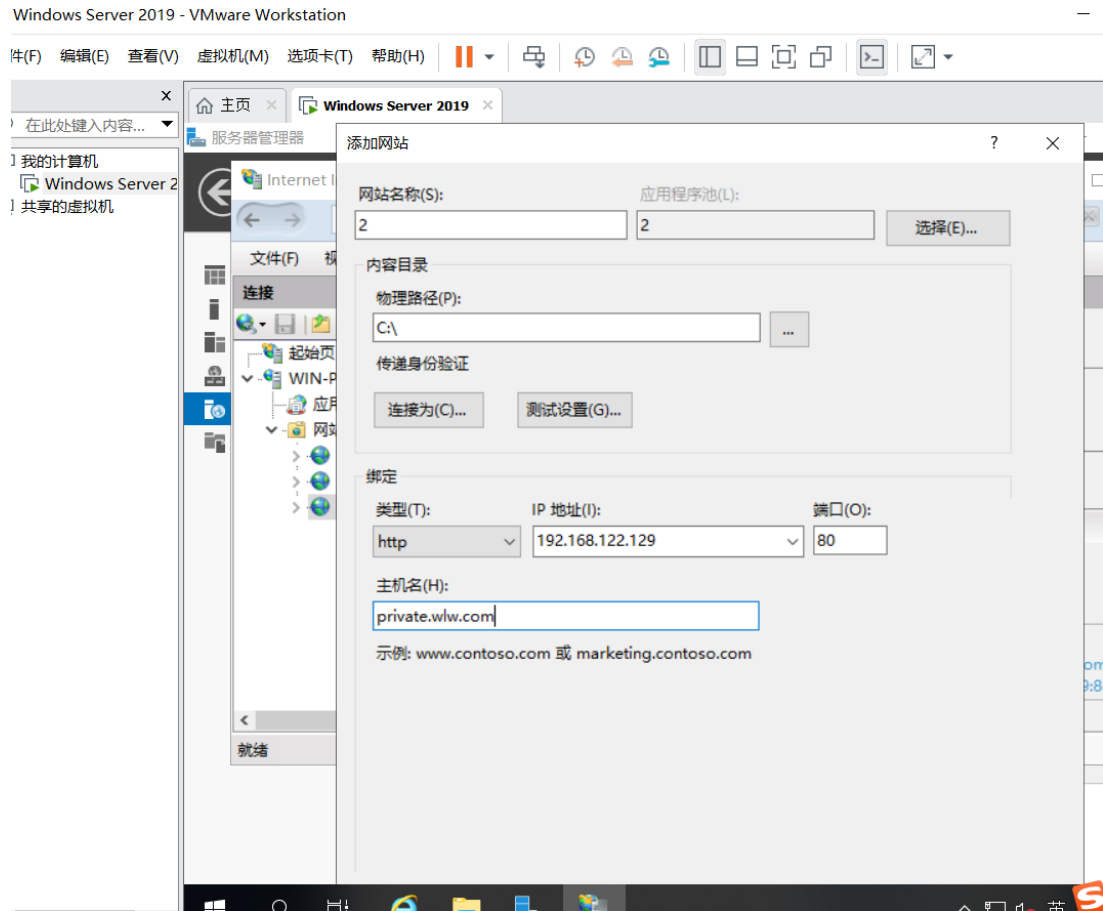 Windows Server 2019 - VMware Workstation
件(F) 编辑(E) 查看(V) 虚拟机(M) 选项卡(T) 帮助(H)
在此处键入内容...
主页
Windows Server 2019
我的计算机
Windows Server 2
共享的虚拟机
服务器管理器
Internet I
文件(F) 视
连接
起始页
WIN-P
应用
网站
就绪
添加网站
?
网站名称(S):
应用程序池(L):
2
2
选择(E)...
内容目录
物理路径(P):
C:\
...
传递身份验证
连接为(C)...
测试设置(G)...
绑定
类型(T):
IP 地址(I):
端口(O):
http
192.168.122.129
80
主机名(H):
private.wlw.com
示例: www.contoso.com 或 marketing.contoso.com
om
9:8
英